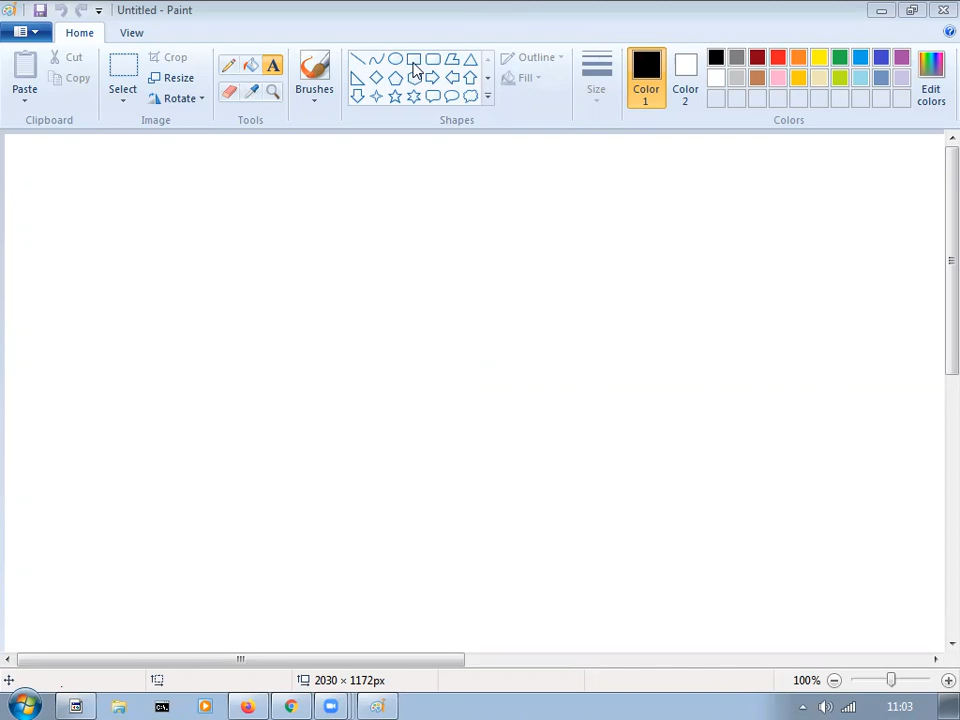 Untitled - Paint
Home View
Paste
Cut
Copy
Clipboard
Select
Crop
Resize
Rotate
Image
A
Tools
Brushes
Shapes
Outline
Fill
Size
Color 1
Color 2
Edit colors
Colors
2030 × 1172px
100%
11:03